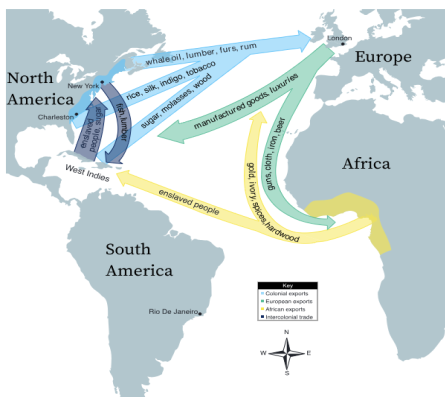 North
America
New York
Charleston
West Indies
London
Europe
whale oil, lumber, furs, rum
rice, silk, indigo, tobacco
sugar, molasses, wood
fish, lumber
enslaved
people, sugar
manufactured goods, luxuries
guns, cloth, iron, beer
gold, ivory, spices, hardwood
enslaved people
Africa
South
America
Rio De Janeiro
Key
Colonial exports
European exports
African exports
Intercolonial trade
N
W
E
S